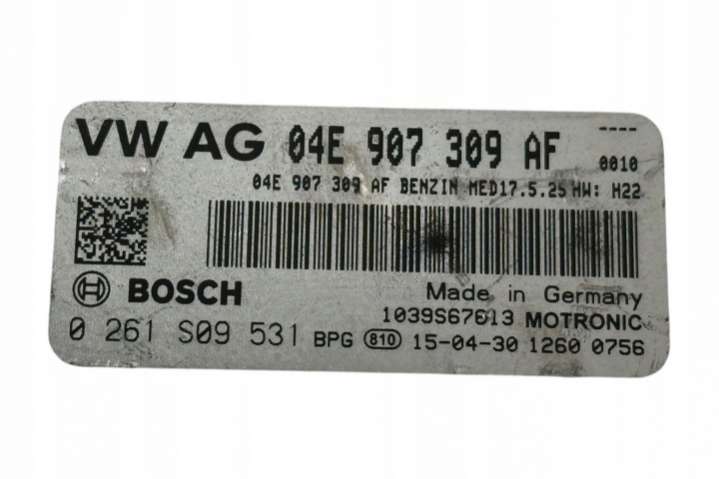 VW AG 04E 907 309 AF ----
0010
04E 907 309 AF BENZIN MED17.5.25 HW: H22
BOSCH Made in Germany
1039S67613 MOTRONIC
0 261 S09 531 BPG 810 15-04-30 1260 0756